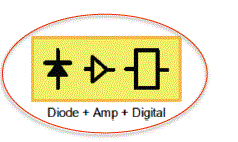 Diode + Amp + Digital